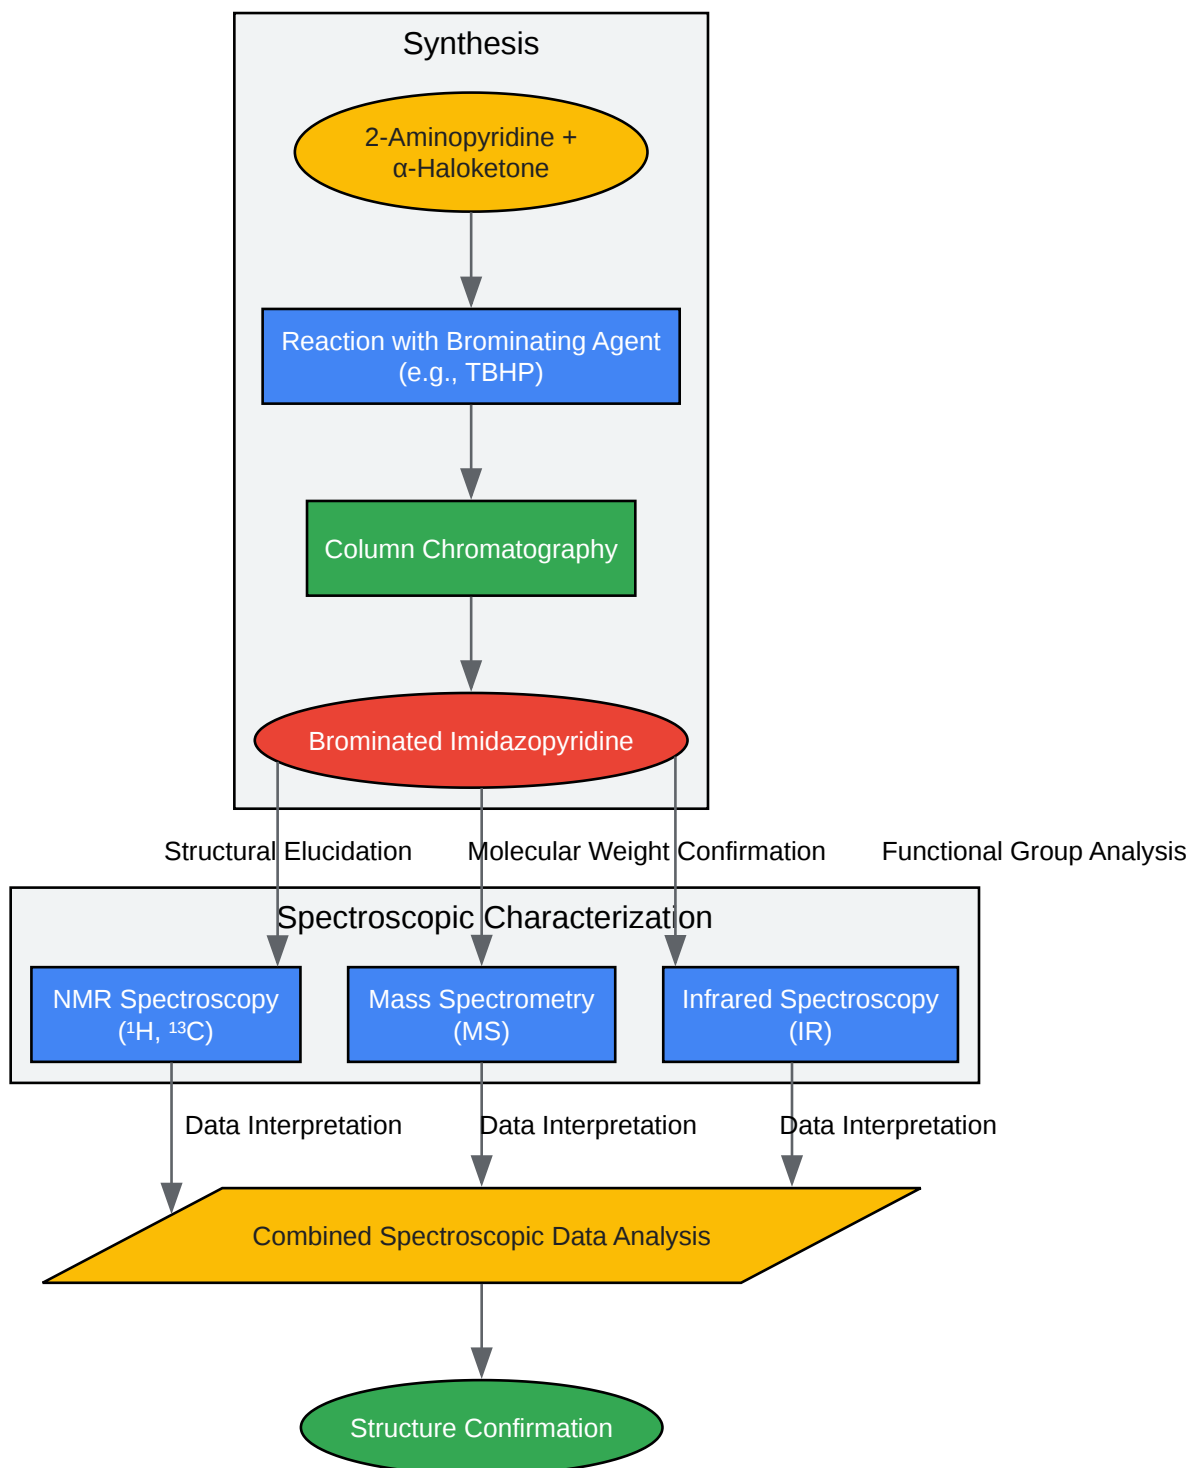 Synthesis
2-Aminopyridine +
α-Haloketone
Reaction with Brominating Agent
(e.g., TBHP)
Column Chromatography
Brominated Imidazopyridine
Structural Elucidation
Molecular Weight Confirmation
Functional Group Analysis
Spectroscopic Characterization
NMR Spectroscopy
(¹H, ¹³C)
Mass Spectrometry
(MS)
Infrared Spectroscopy
(IR)
Data Interpretation
Data Interpretation
Data Interpretation
Combined Spectroscopic Data Analysis
Structure Confirmation